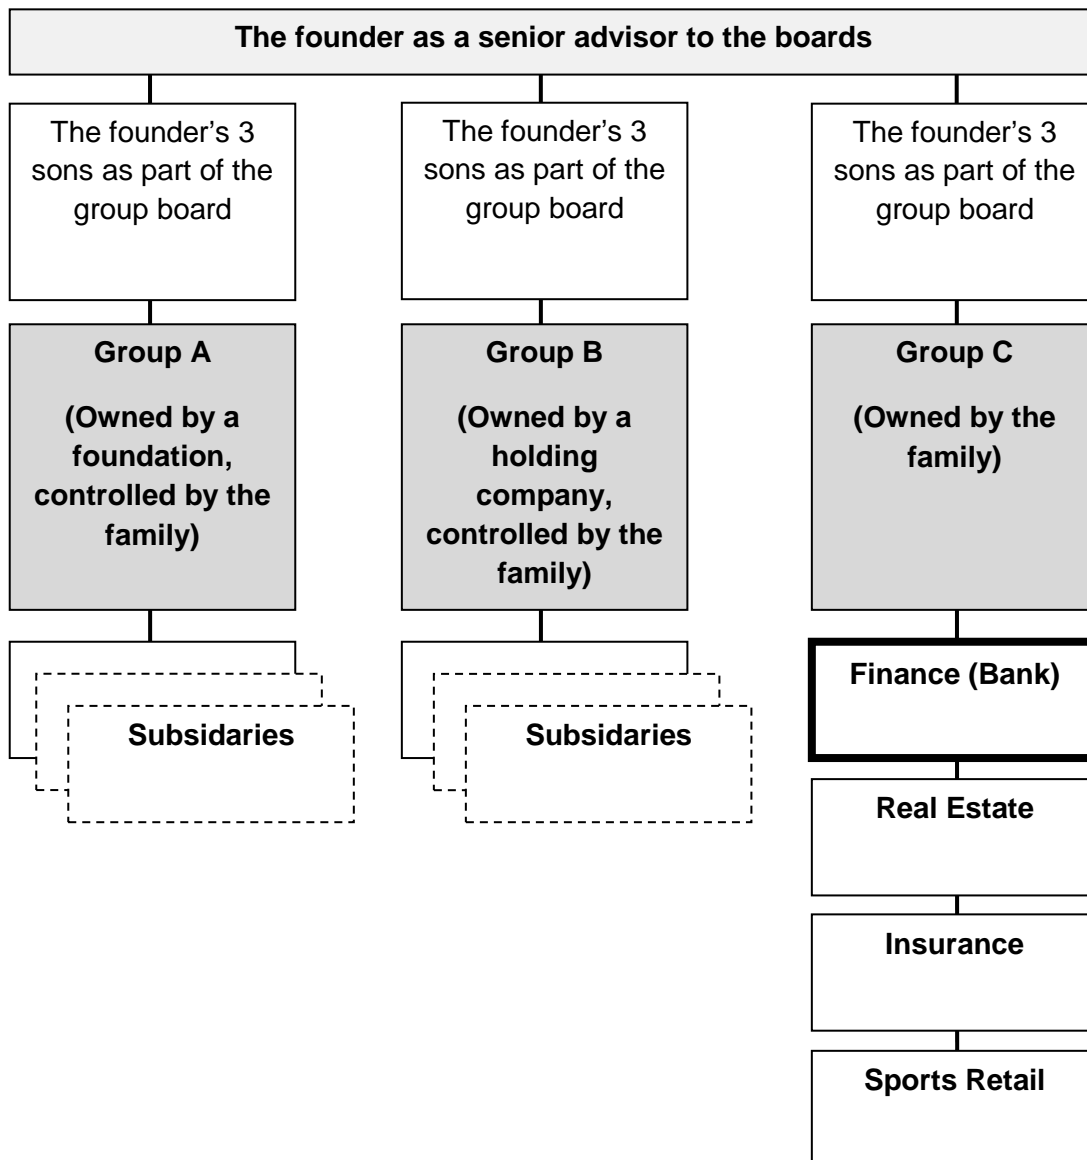 The founder as a senior advisor to the boards
The founder's 3
sons as part of the
group board
The founder's 3
sons as part of the
group board
The founder's 3
sons as part of the
group board
Group A
(Owned by a
foundation,
controlled by the
family)
Group B
(Owned by a
holding
company,
controlled by the
family)
Group C
(Owned by the
family)
Subsidaries
Subsidaries
Finance (Bank)
Real Estate
Insurance
Sports Retail